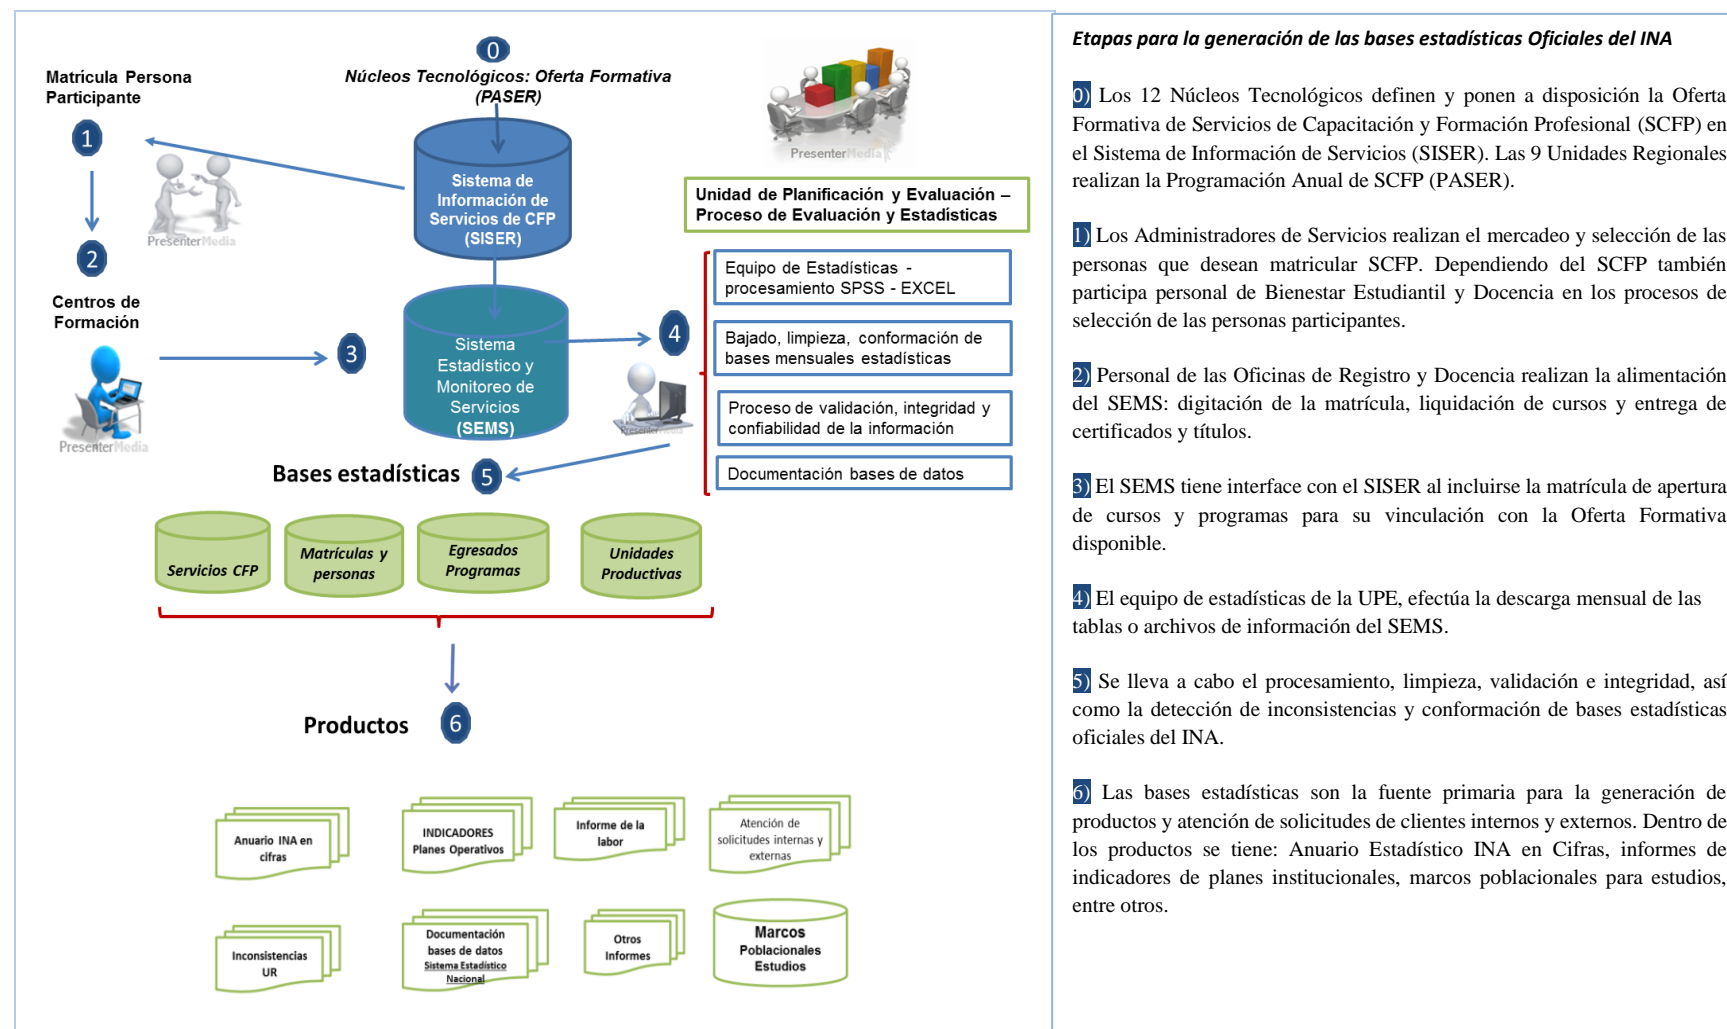 0
Núcleos Tecnológicos: Oferta Formativa
(PASER)
Matrícula Persona
Participante
1
PresenterMedia
2
Centros de
Formación
PresenterMedia
3
Sistema de
Información de
Servicios de CFP
(SISER)
Sistema
Estadístico y
Monitoreo de
Servicios
(SEMS)
PresenterMedia
Unidad de Planificación y Evaluación –
Proceso de Evaluación y Estadísticas
4
PresenterMedia
Equipo de Estadísticas -
procesamiento SPSS - EXCEL
Bajado, limpieza, conformación de
bases mensuales estadísticas
Proceso de validación, integridad y
confiabilidad de la información
Documentación bases de datos
Bases estadísticas
5
Servicios CFP
Matrículas y
personas
Egresados
Programas
Unidades
Productivas
Productos
6
Anuario INA en
cifras
INDICADORES
Planes Operativos
Informe de la
labor
Atención de
solicitudes internas y
externas
Inconsistencias
UR
Documentación
bases de datos
Sistema Estadístico
Nacional
Otros
Informes
Marcos
Poblacionales
Estudios
Etapas para la generación de las bases estadísticas Oficiales del INA
0) Los 12 Núcleos Tecnológicos definen y ponen a disposición la Oferta
Formativa de Servicios de Capacitación y Formación Profesional (SCFP) en
el Sistema de Información de Servicios (SISER). Las 9 Unidades Regionales
realizan la Programación Anual de SCFP (PASER).
1) Los Administradores de Servicios realizan el mercadeo y selección de las
personas que desean matricular SCFP. Dependiendo del SCFP también
participa personal de Bienestar Estudiantil y Docencia en los procesos de
selección de las personas participantes.
2) Personal de las Oficinas de Registro y Docencia realizan la alimentación
del SEMS: digitación de la matrícula, liquidación de cursos y entrega de
certificados y títulos.
3) El SEMS tiene interface con el SISER al incluirse la matrícula de apertura
de cursos y programas para su vinculación con la Oferta Formativa
disponible.
4) El equipo de estadísticas de la UPE, efectúa la descarga mensual de las
tablas o archivos de información del SEMS.
5) Se lleva a cabo el procesamiento, limpieza, validación e integridad, así
como la detección de inconsistencias y conformación de bases estadísticas
oficiales del INA.
6) Las bases estadísticas son la fuente primaria para la generación de
productos y atención de solicitudes de clientes internos y externos. Dentro de
los productos se tiene: Anuario Estadístico INA en Cifras, informes de
indicadores de planes institucionales, marcos poblacionales para estudios,
entre otros.